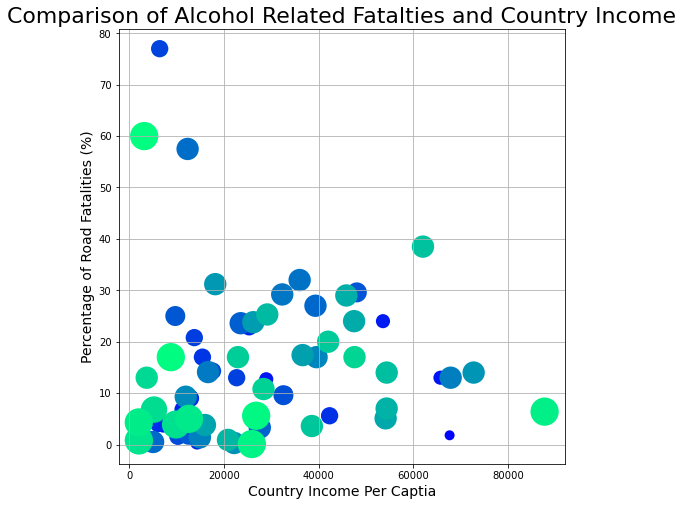 Comparison of Alcohol Related Fatalties and Country Income
80
70
60
50
40
30
20
10
0
Percentage of Road Fatalities (%)
0 20000 40000 60000 80000
Country Income Per Captia